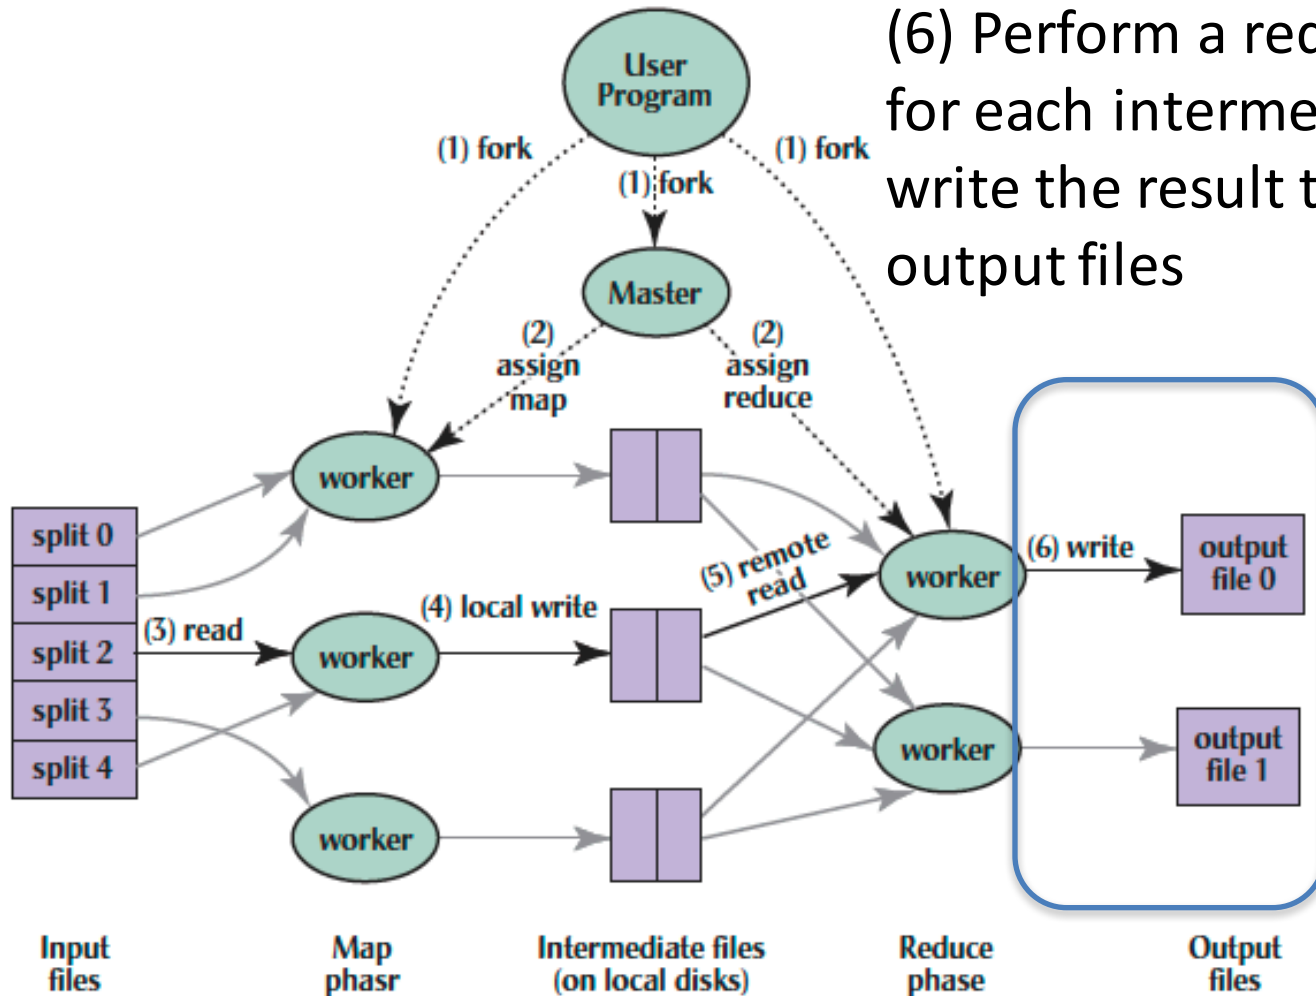 User
Program
(6) Perform a red
for each interme
write the result t
output files
(1) fork
(1) fork
(1) fork
Master
(2)
assign
map
(2)
assign
reduce
worker
split 0
split 1
split 2
split 3
split 4
(3) read
worker
(4) local write
(5) remote
read
worker
(6) write
output
file 0
worker
output
file 1
worker
Input
files
Map
phasr
Intermediate files
(on local disks)
Reduce
phase
Output
files